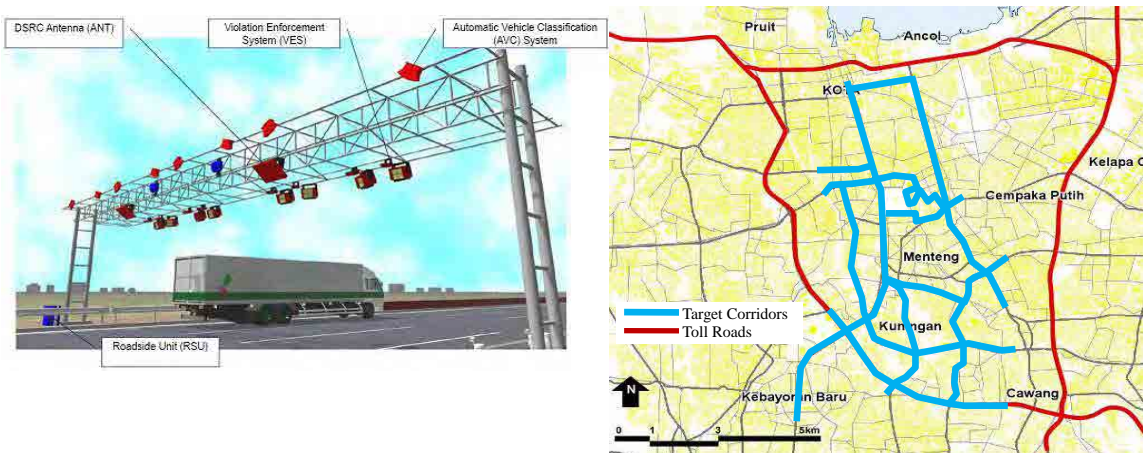 DSRC Antenna (ANT)
Violation Enforcement
System (VES)
Automatic Vehicle Classification
(AVC) System
Roadside Unit (RSU)
Pruit
Ancol
KOTA
Kelapa G
Cempaka Putih
Menteng
Target Corridors
Toll Roads
Kuningan
N
Kebayoran Baru
Cawang
0 1 3 5km